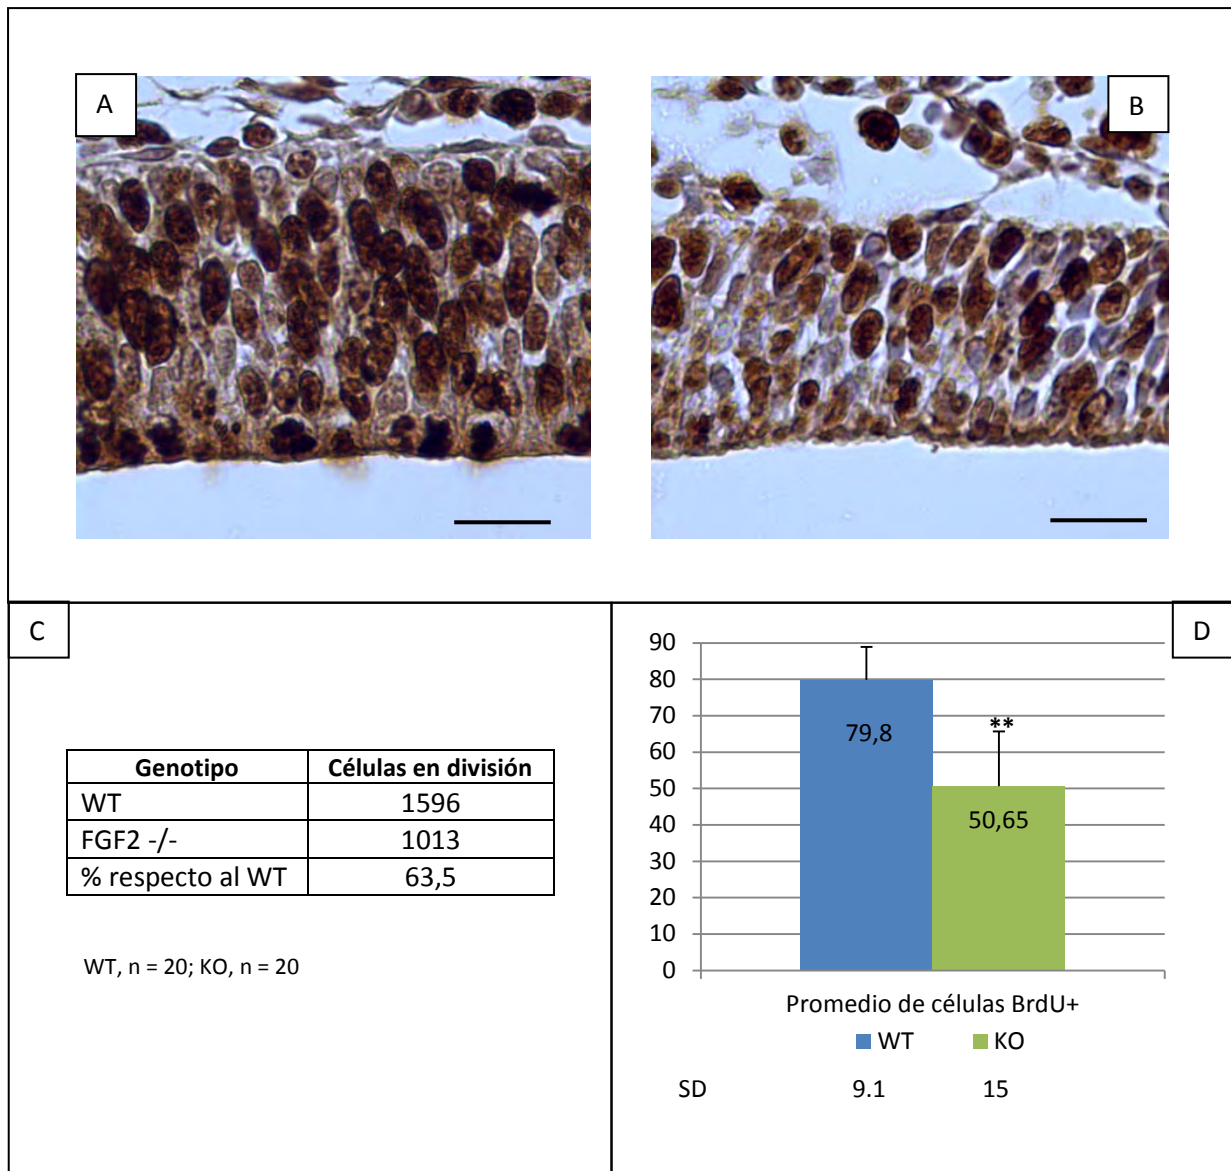 A
B
C
Genotipo Células en división
WT 1596
FGF2 -/- 1013
% respecto al WT 63,5
WT, n = 20; KO, n = 20
D
90
80
70
60
50
40
30
20
10
0
79,8
**
50,65
Promedio de células BrdU+
WT KO
SD 9.1 15